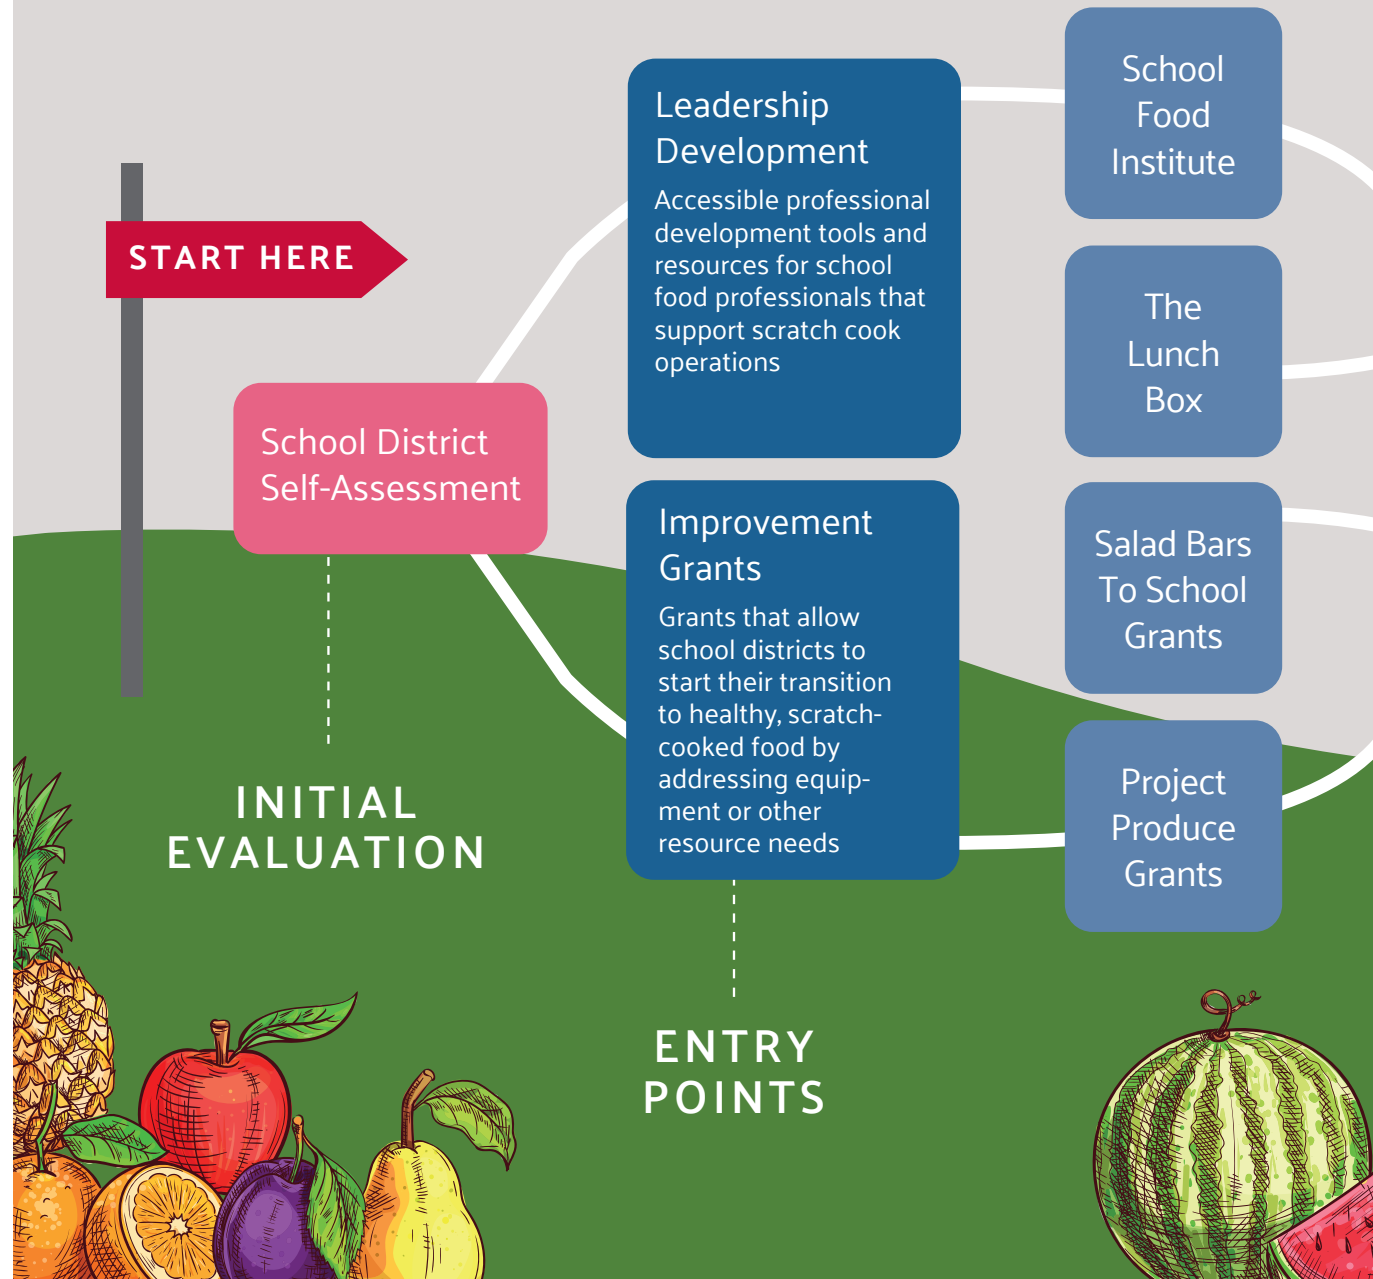 START HERE
School District
Self-Assessment
INITIAL
EVALUATION
Leadership
Development
Accessible professional
development tools and
resources for school
food professionals that
support scratch cook
operations
Improvement
Grants
Grants that allow
school districts to
start their transition
to healthy, scratch-
cooked food by
addressing equip-
ment or other
resource needs
ENTRY
POINTS
School
Food
Institute
The
Lunch
Box
Salad Bars
To School
Grants
Project
Produce
Grants